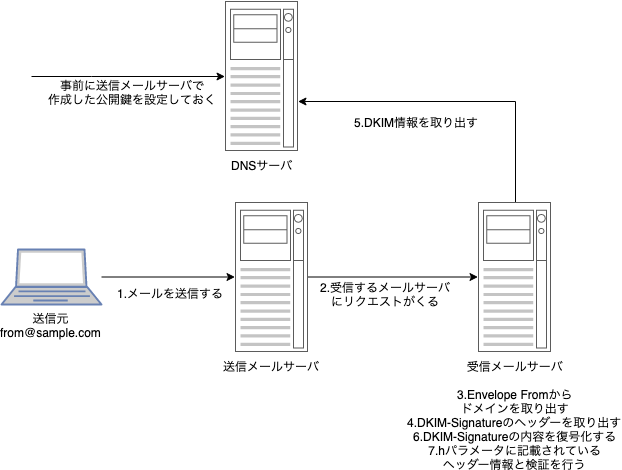 事前に送信メールサーバで
作成した公開鍵を設定しておく
5.DKIM情報を取り出す
DNSサーバ
1.メールを送信する
2.受信するメールサーバ
にリクエストがくる
送信元
from@sample.com
送信メールサーバ
受信メールサーバ
3.Envelope Fromから
ドメインを取り出す
4.DKIM-Signatureのヘッダーを取り出す
6.DKIM-Signatureの内容を復号化する
7.hパラメータに記載されている
ヘッダー情報と検証を行う